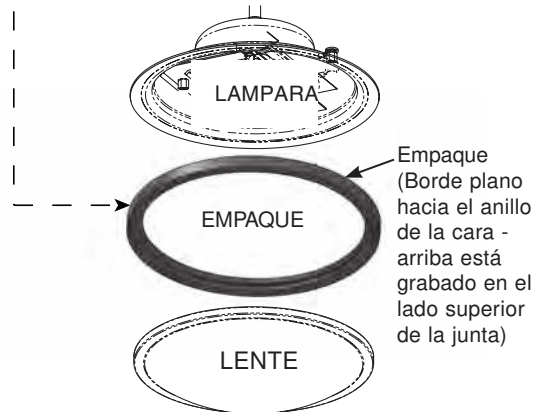 LAMPARA
Empaque
(Borde plano
hacia el anillo
de la cara -
arriba está
grabado en el
lado superior
de la junta)
EMPAQUE
LENTE